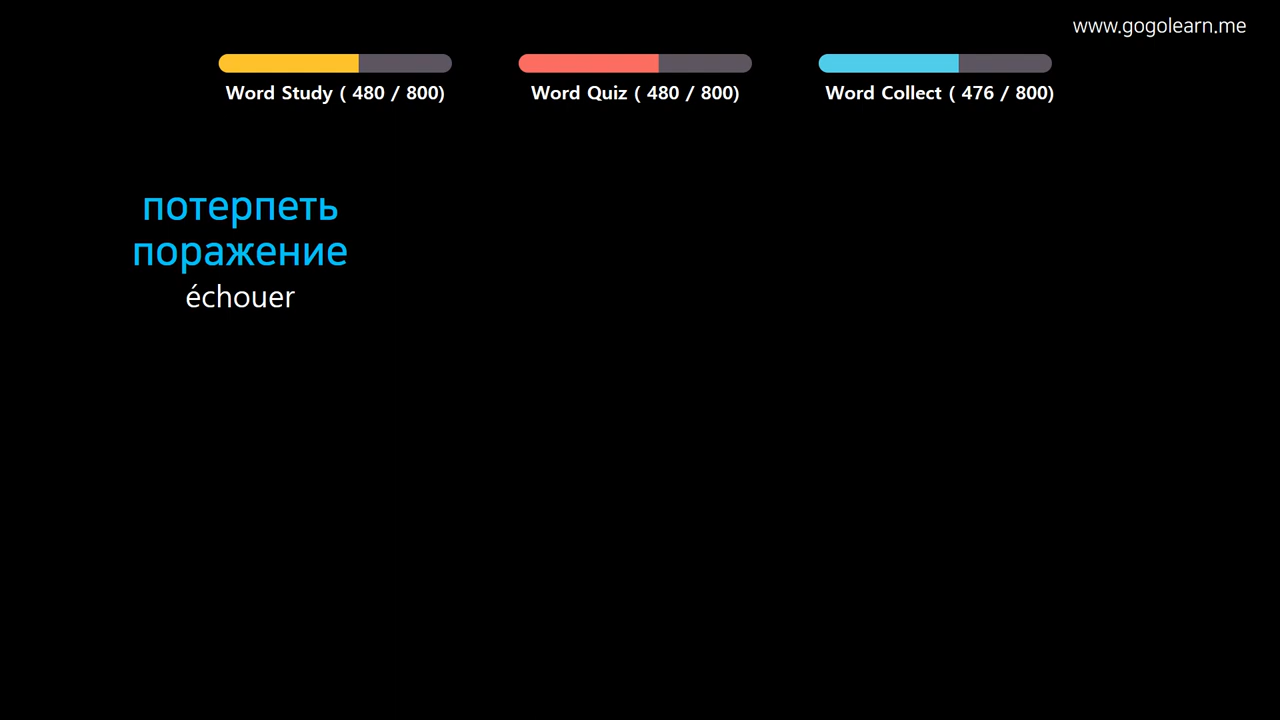 www.gogolearn.me
Word Study ( 480 / 800)
Word Quiz ( 480 / 800)
Word Collect ( 476 / 800)
потерпеть
поражение
échouer